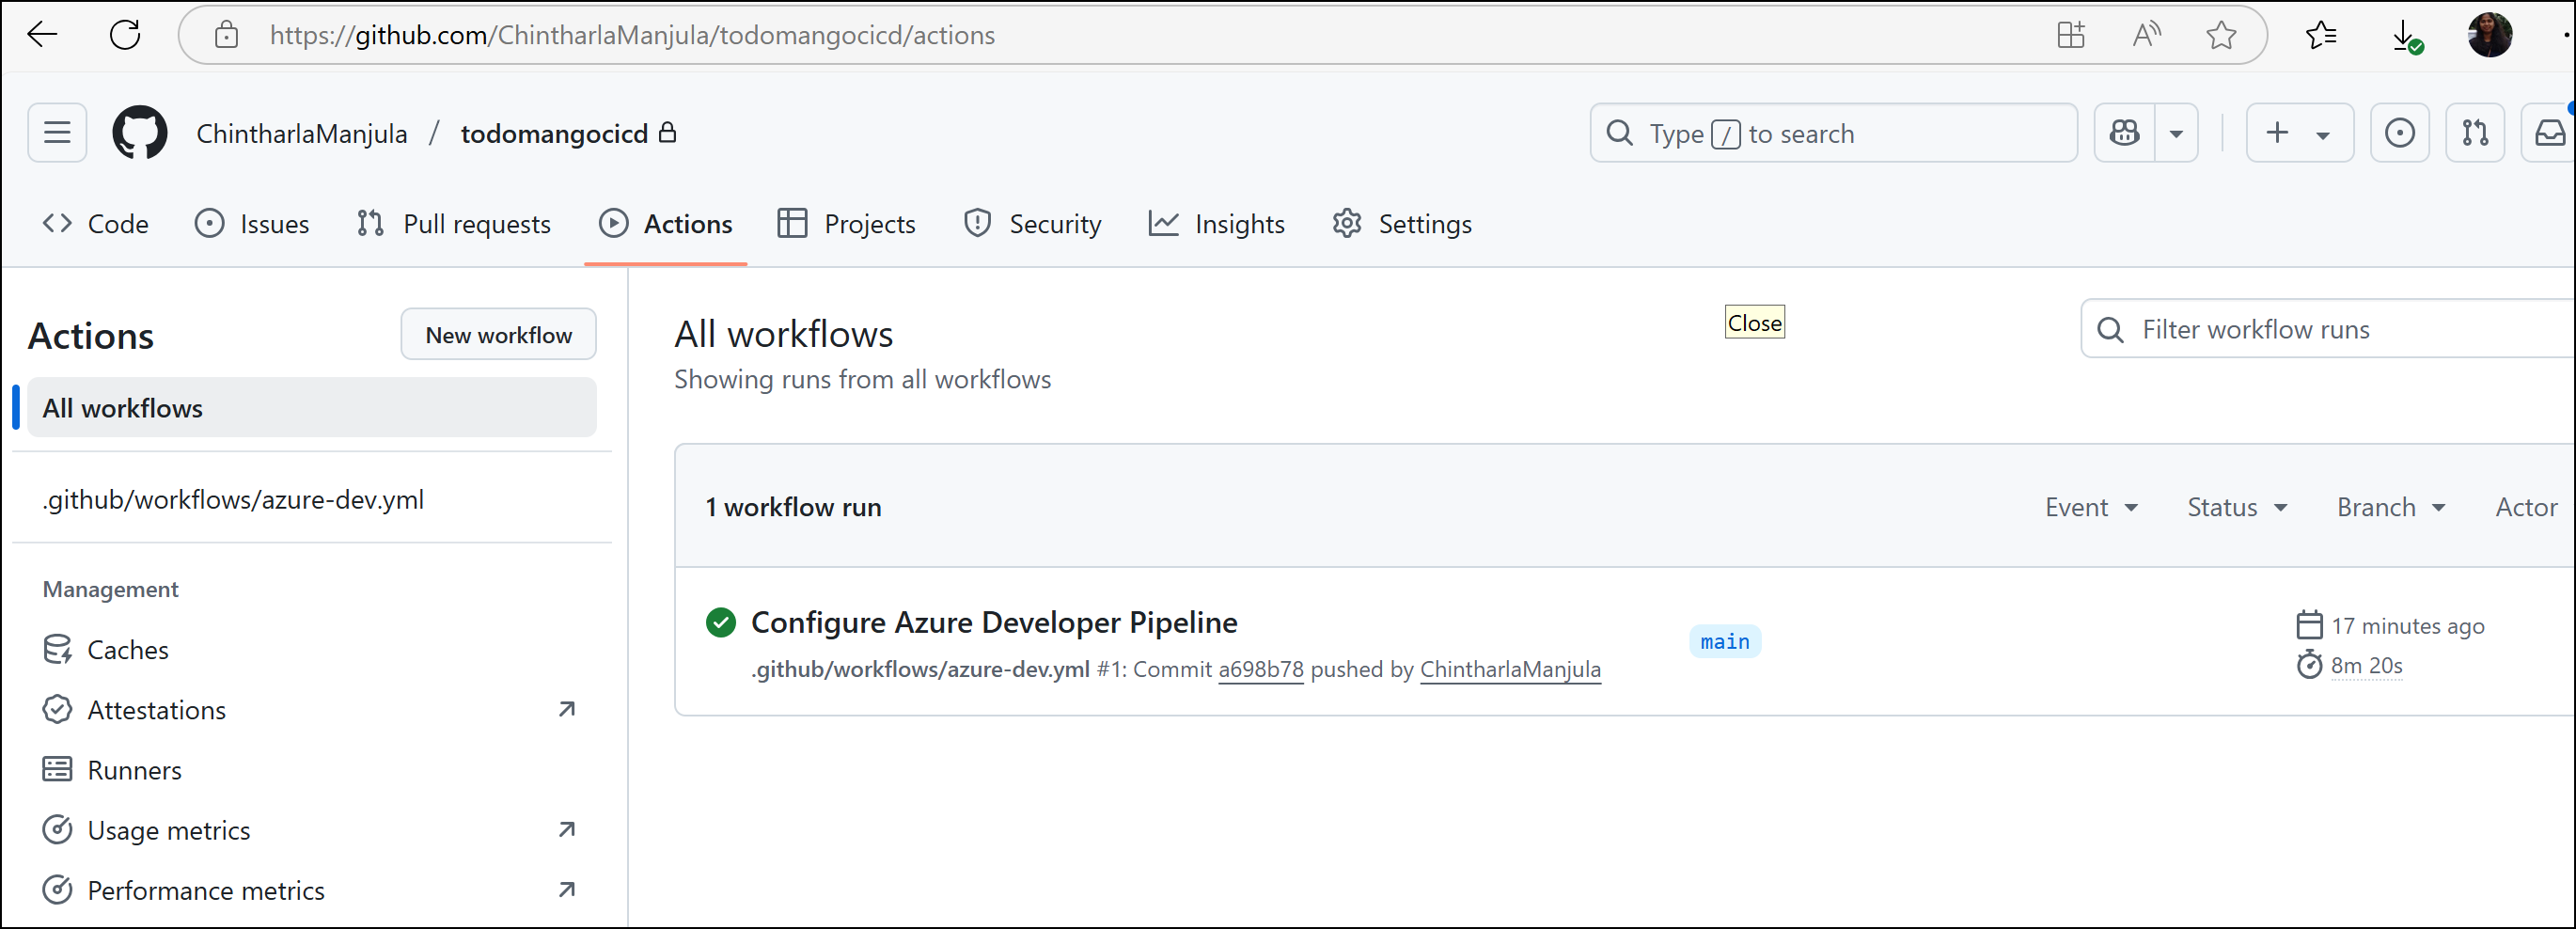 https://github.com/ChintharlaManjula/todomangocicd/actions
ChintharlaManjula / todomangocicd
Type / to search
Code Issues Pull requests Actions Projects Security Insights Settings
Actions
New workflow
All workflows
.github/workflows/azure-dev.yml
Management
Caches
Attestations
Runners
Usage metrics
Performance metrics
All workflows
Showing runs from all workflows
Close
Filter workflow runs
1 workflow run
Event Status Branch Actor
Configure Azure Developer Pipeline
.github/workflows/azure-dev.yml #1: Commit a698b78 pushed by ChintharlaManjula
main
17 minutes ago
8m 20s